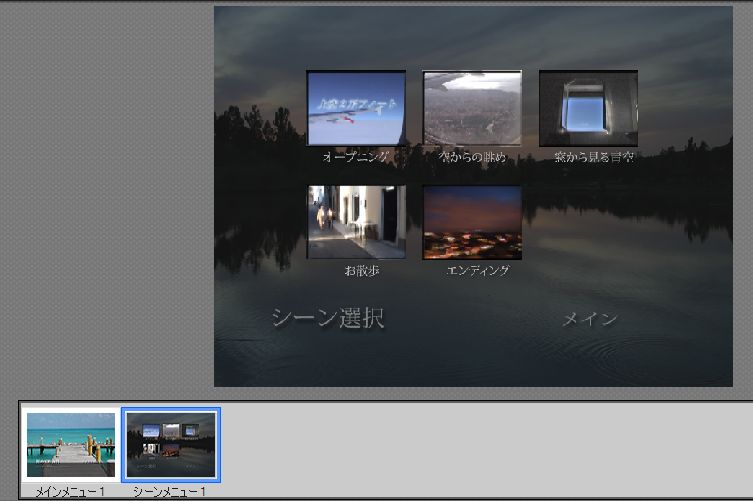 オープニング
空からの眺め
窓から見る青空
お散歩
エンディング
シーン選択
メイン
メインメニュー1
シーンメニュー1